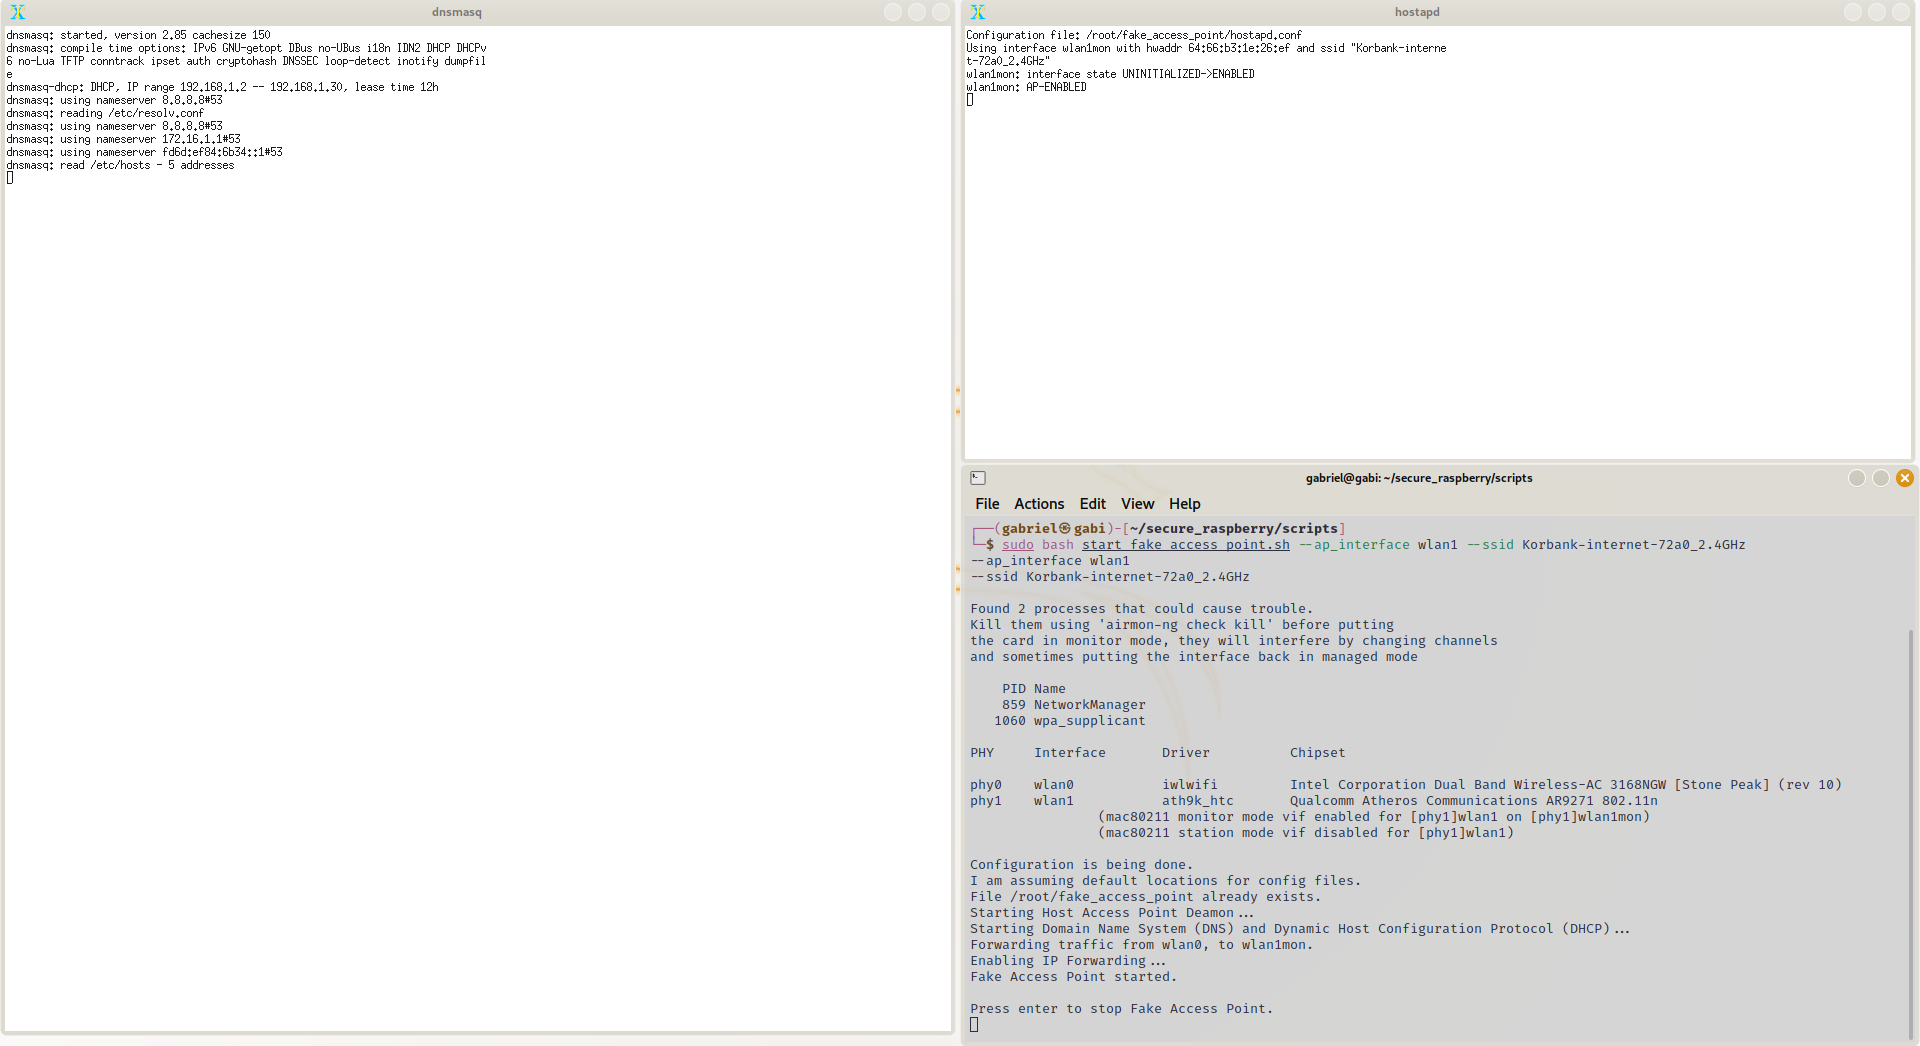 dnsmasq
dnsmasq: started, version 2.85 cachesize 150
dnsmasq: compile time options: IPv6 GNU-getopt DBus no-UBus i18n IDN2 DHCP DHCPv
6 no-Lua TFTP conntrack ipset auth cryptohash DNSSEC loop-detect inotify dumpfil
e
dnsmasq-dhcp: DHCP, IP range 192.168.1.2 -- 192.168.1.30, lease time 12h
dnsmasq: using nameserver 8.8.8.8#53
dnsmasq: reading /etc/resolv.conf
dnsmasq: using nameserver 8.8.8.8#53
dnsmasq: using nameserver 172.16.1.1#53
dnsmasq: using nameserver fd6d:ef84:6b34::1#53
dnsmasq: read /etc/hosts - 5 addresses
hostapd
Configuration file: /root/fake_access_point/hostapd.conf
Using interface wlan1mon with hwaddr 64:66:b3:1e:26:ef and ssid "Korbank-interne
t-72a0_2.4GHz"
wlan1mon: interface state UNINITIALIZED->ENABLED
wlan1mon: AP-ENABLED
gabriel@gabi: ~/secure_raspberry/scripts
File Actions Edit View Help
┌──(gabriel㉿gabi)-[~/secure_raspberry/scripts]
└─$ sudo bash start_fake_access_point.sh --ap_interface wlan1 --ssid Korbank-internet-72a0_2.4GHz
--ap_interface wlan1
--ssid Korbank-internet-72a0_2.4GHz
Found 2 processes that could cause trouble.
Kill them using 'airmon-ng check kill' before putting
the card in monitor mode, they will interfere by changing channels
and sometimes putting the interface back in managed mode
PID Name
859 NetworkManager
1060 wpa_supplicant
PHY Interface Driver Chipset
phy0 wlan0 iwlwifi Intel Corporation Dual Band Wireless-AC 3168NGW [Stone Peak] (rev 10)
phy1 wlan1 ath9k_htc Qualcomm Atheros Communications AR9271 802.11n
(mac80211 monitor mode vif enabled for [phy1]wlan1 on [phy1]wlan1mon)
(mac80211 station mode vif disabled for [phy1]wlan1)
Configuration is being done.
I am assuming default locations for config files.
File /root/fake_access_point already exists.
Starting Host Access Point Deamon...
Starting Domain Name System (DNS) and Dynamic Host Configuration Protocol (DHCP)...
Forwarding traffic from wlan0, to wlan1mon.
Enabling IP Forwarding...
Fake Access Point started.
Press enter to stop Fake Access Point.